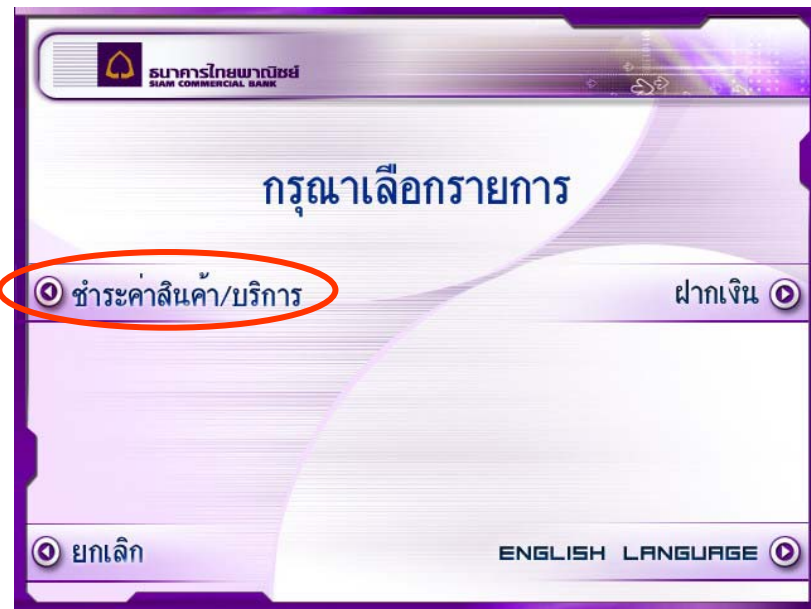 ธนาคารไทยพาณิชย์
SIAM COMMERCIAL BANK
กรุณาเลือกรายการ
ชำระค่าสินค้า/บริการ
ฝากเงิน
ยกเลิก
ENGLISH LANGUAGE